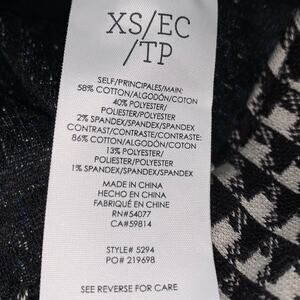 XS/EC
/TP
SELF/PRINCIPALES/MAIN:
58% COTTON/ALGODÓN/COTON
40% POLYESTER/
POLIESTER/POLYESTER
2% SPANDEX/SPANDEX/SPANDEX
CONTRAST/CONTRASTE/CONTRASTE:
86% COTTON/ALGODÓN/COTON
13% POLYESTER/
POLIESTER/POLYESTER
1% SPANDEX/SPANDEX/SPANDEX
MADE IN CHINA
HECHO EN CHINA
FABRIQUÉ EN CHINE
RN#54077
CA#59814
STYLE# 5294
PO# 219698
SEE REVERSE FOR CARE